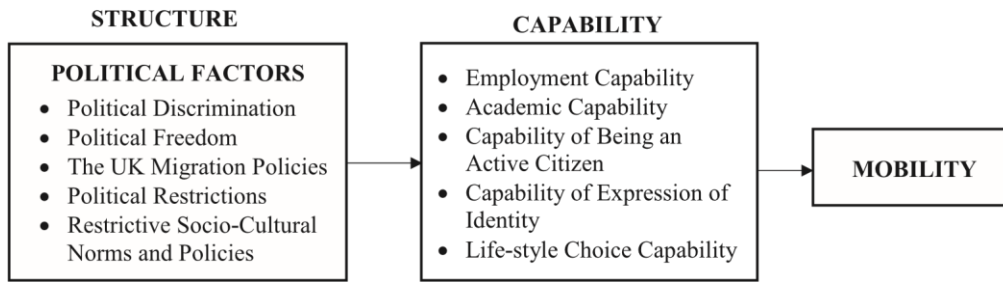 STRUCTURE
POLITICAL FACTORS
• Political Discrimination
• Political Freedom
• The UK Migration Policies
• Political Restrictions
• Restrictive Socio-Cultural
Norms and Policies
CAPABILITY
• Employment Capability
• Academic Capability
• Capability of Being an
Active Citizen
• Capability of Expression of
Identity
• Life-style Choice Capability
MOBILITY